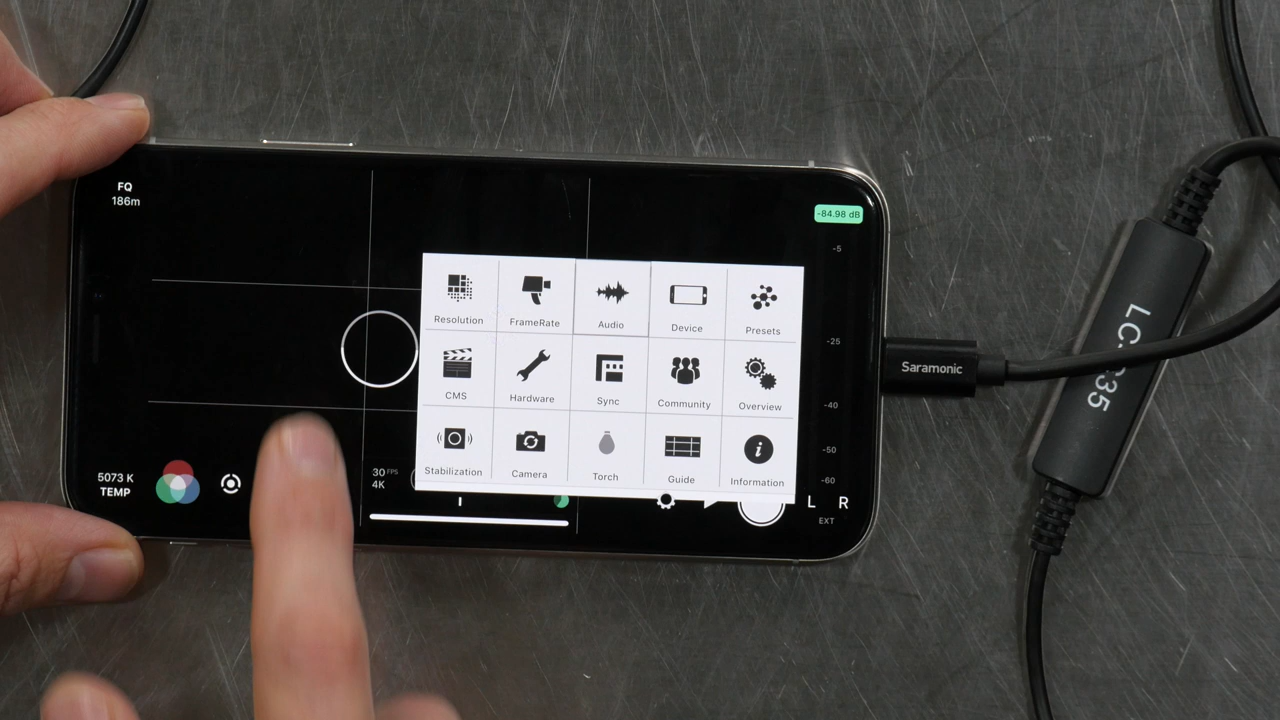 FQ
186m
-84.98 dB
-5
-25
-40
-50
-60
Resolution
FrameRate
Audio
Device
Presets
CMS
Hardware
Sync
Community
Overview
Stabilization
Camera
Torch
Guide
Information
5073 K
TEMP
30 FPS
4K
L R
EXT
Saramonic